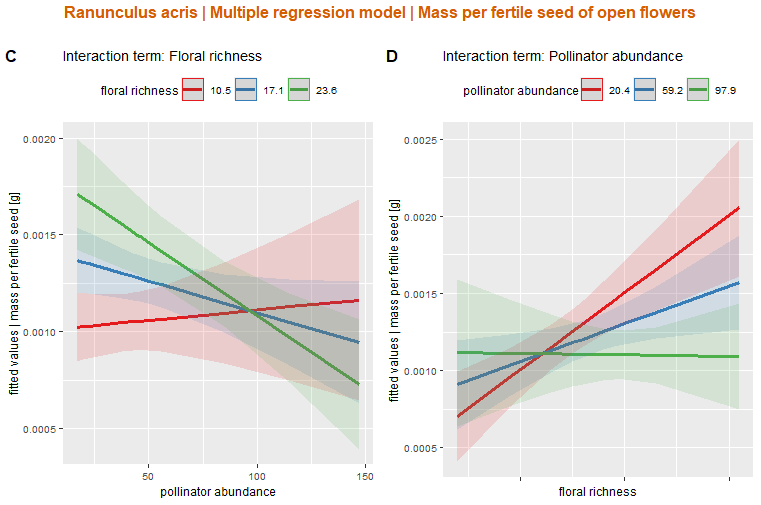 Ranunculus acris | Multiple regression model | Mass per fertile seed of open flowers
C
Interaction term: Floral richness
floral richness 10.5 17.1 23.6
0.0020
0.0015
0.0010
0.0005
fitted values | mass per fertile seed [g]
50 100 150
pollinator abundance
D
Interaction term: Pollinator abundance
pollinator abundance 20.4 59.2 97.9
0.0025
0.0020
0.0015
0.0010
0.0005
fitted values | mass per fertile seed [g]
floral richness